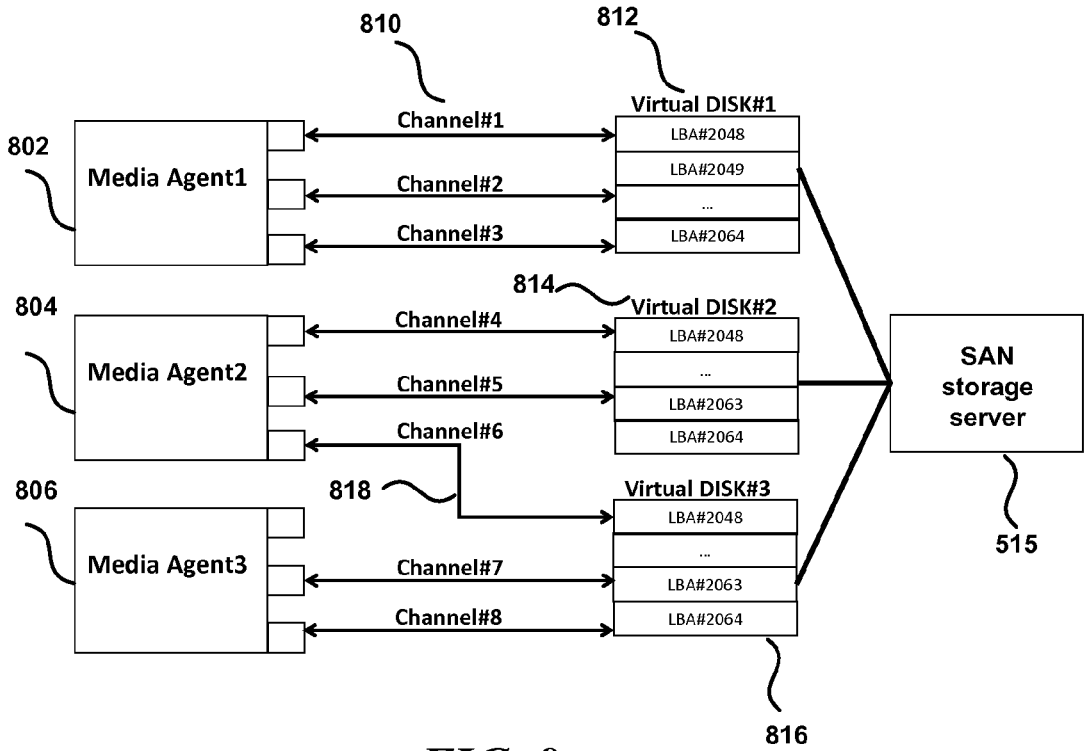 810
812
802
Media Agent1
Channel#1
Channel#2
Channel#3
Virtual DISK#1
LBA#2048
LBA#2049
...
LBA#2064
804
Media Agent2
Channel#4
Channel#5
Channel#6
814
Virtual DISK#2
LBA#2048
...
LBA#2063
LBA#2064
SAN
storage
server
515
806
Media Agent3
818
Channel#7
Channel#8
Virtual DISK#3
LBA#2048
...
LBA#2063
LBA#2064
816